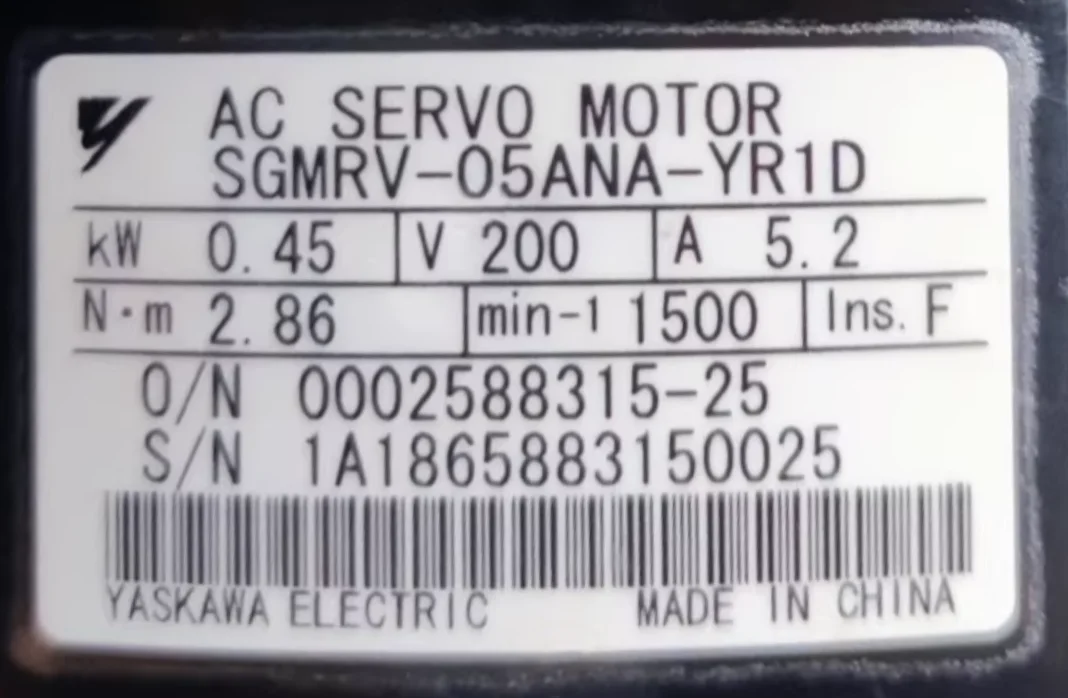 AC SERVO MOTOR
SGMRV-05ANA-YR1D
kW 0.45 V 200 A 5.2
N·m 2.86 min-1 1500 Ins. F
O/N 0002588315-25
S/N 1A1865883150025
YASKAWA ELECTRIC MADE IN CHINA